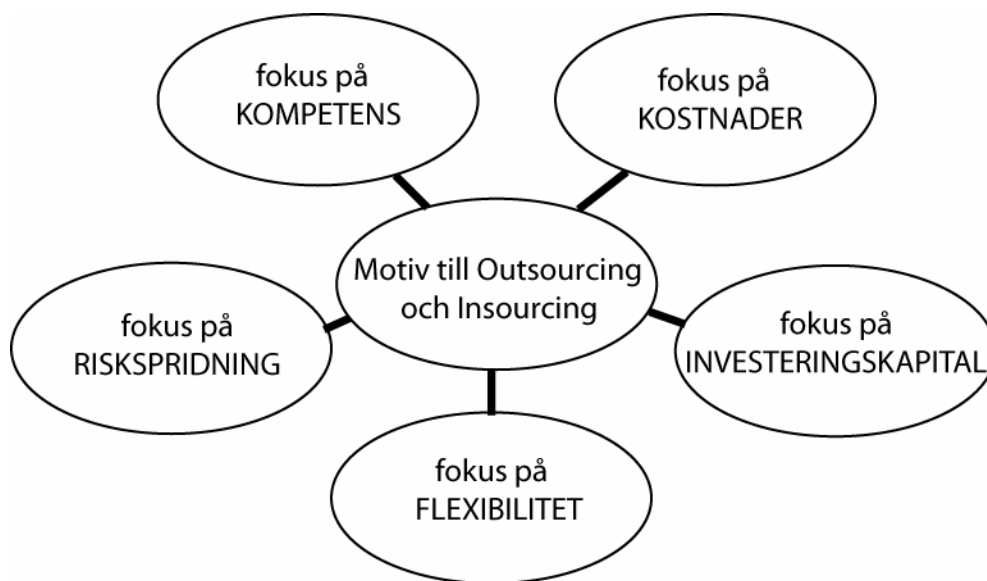 fokus på
KOMPETENS
fokus på
KOSTNADER
Motiv till Outsourcing
och Insourcing
fokus på
RISKSPRIDNING
fokus på
INVESTERINGSKAPITAL
fokus på
FLEXIBILITET